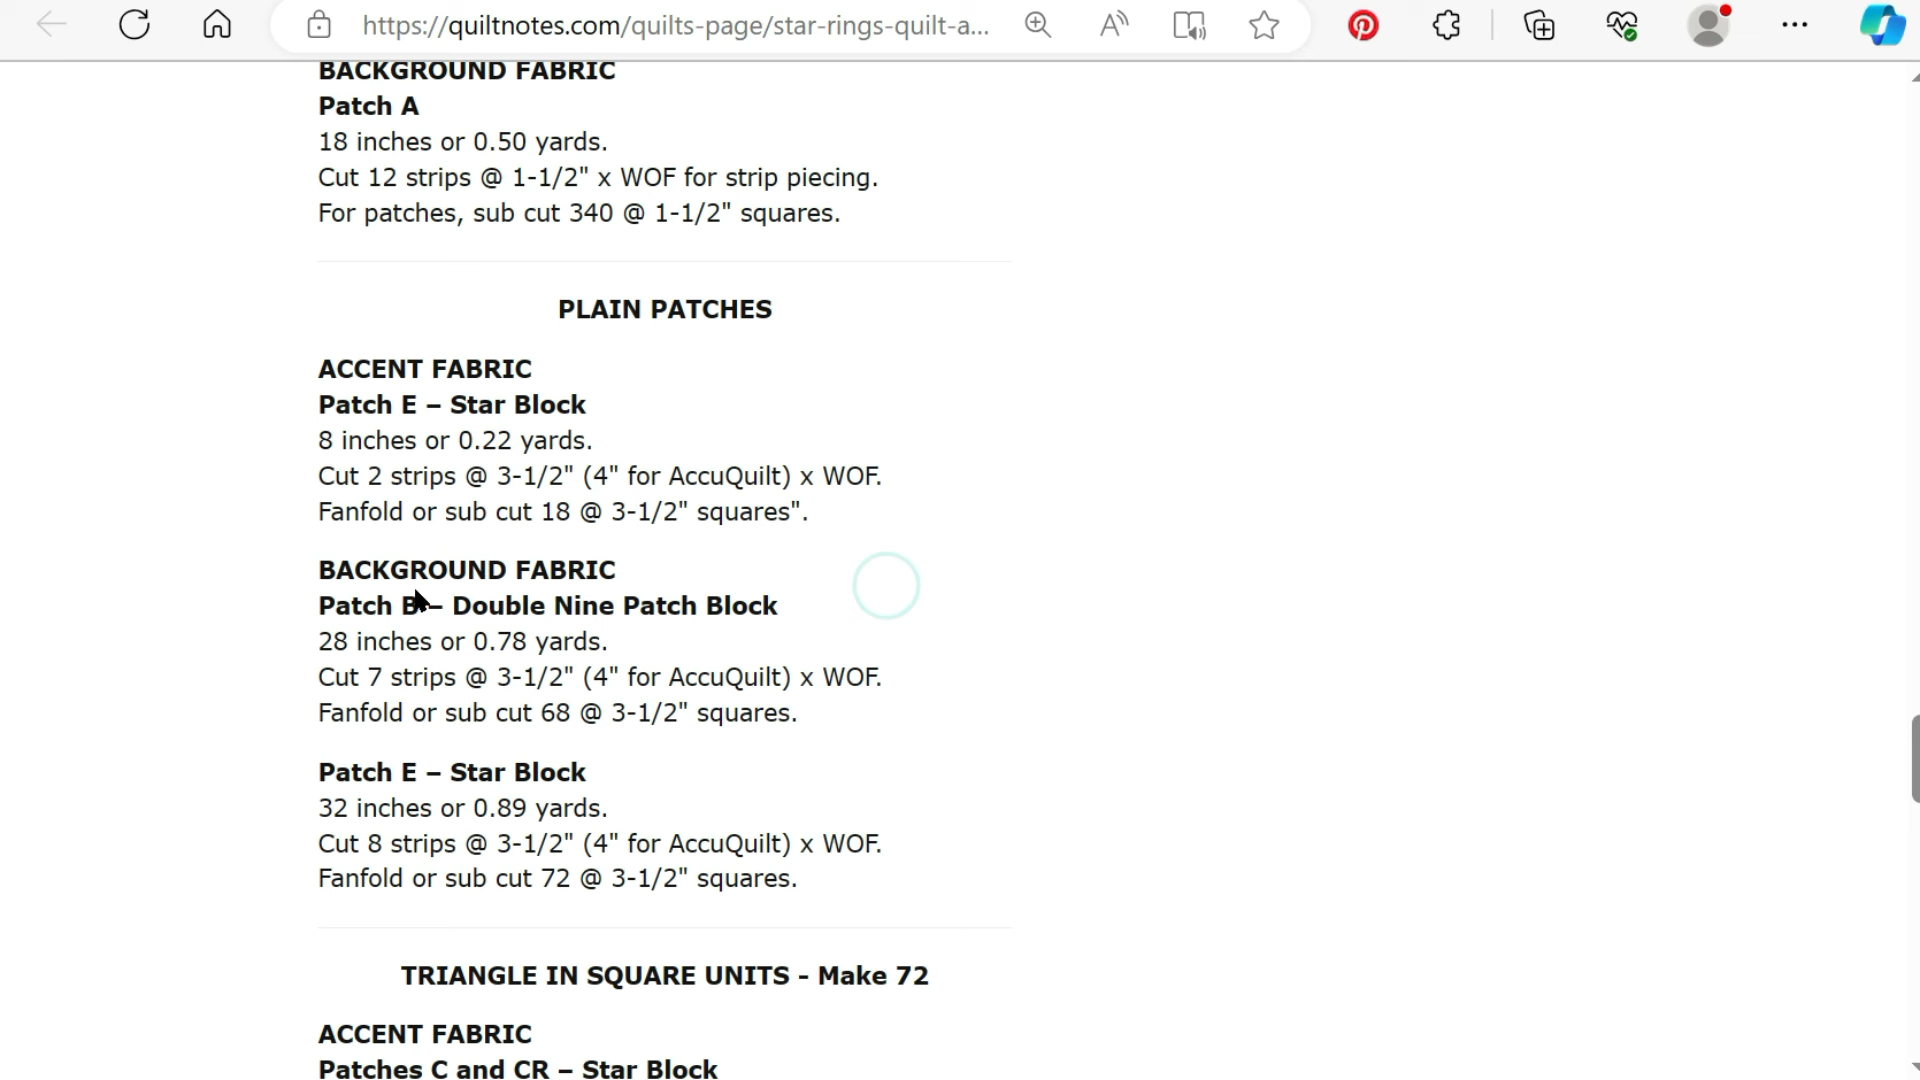 https://quiltnotes.com/quilts-page/star-rings-quilt-a...
BACKGROUND FABRIC
Patch A
18 inches or 0.50 yards.
Cut 12 strips @ 1-1/2" x WOF for strip piecing.
For patches, sub cut 340 @ 1-1/2" squares.
PLAIN PATCHES
ACCENT FABRIC
Patch E – Star Block
8 inches or 0.22 yards.
Cut 2 strips @ 3-1/2" (4" for AccuQuilt) x WOF.
Fanfold or sub cut 18 @ 3-1/2" squares".
BACKGROUND FABRIC
Patch B – Double Nine Patch Block
28 inches or 0.78 yards.
Cut 7 strips @ 3-1/2" (4" for AccuQuilt) x WOF.
Fanfold or sub cut 68 @ 3-1/2" squares.
Patch E – Star Block
32 inches or 0.89 yards.
Cut 8 strips @ 3-1/2" (4" for AccuQuilt) x WOF.
Fanfold or sub cut 72 @ 3-1/2" squares.
TRIANGLE IN SQUARE UNITS - Make 72
ACCENT FABRIC
Patches C and CR – Star Block